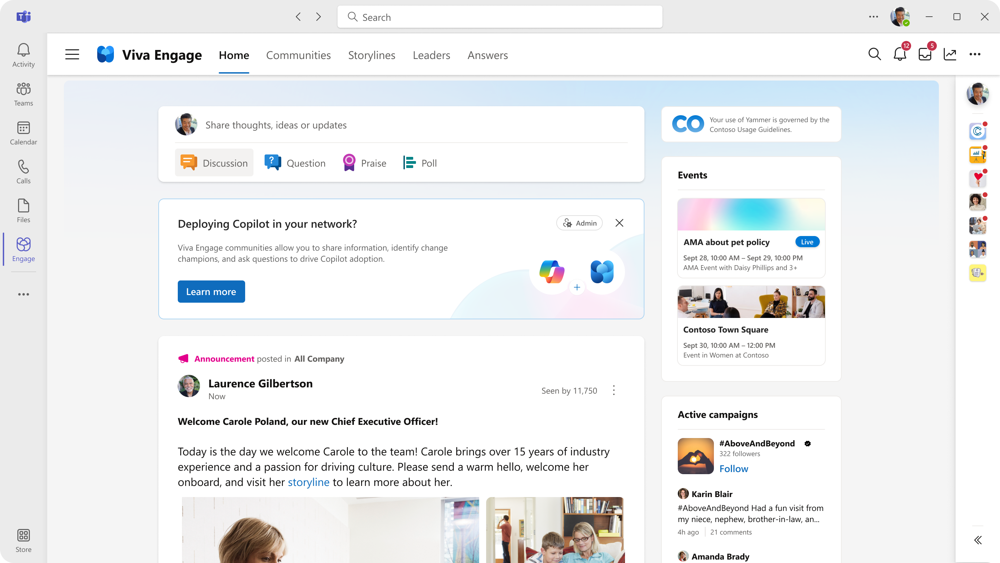 Search
Activity
Teams
Calendar
Calls
Files
Engage
Store
Viva Engage
Home
Communities
Storylines
Leaders
Answers
12
5
Share thoughts, ideas or updates
Discussion
Question
Praise
Poll
Deploying Copilot in your network?
Admin
Viva Engage communities allow you to share information, identify change
champions, and ask questions to drive Copilot adoption.
Learn more
Announcement posted in All Company
Laurence Gilbertson
Now
Seen by 11,750
Welcome Carole Poland, our new Chief Executive Officer!
Today is the day we welcome Carole to the team! Carole brings over 15 years of industry
experience and a passion for driving culture. Please send a warm hello, welcome her
onboard, and visit her storyline to learn more about her.
CO
Your use of Yammer is governed by the
Contoso Usage Guidelines.
Events
AMA about pet policy
Live
Sept 28, 10:00 AM – Sept 29, 10:00 PM
AMA Event with Daisy Phillips and 3+
Contoso Town Square
Sept 30, 10:00 AM – 12:00 PM
Event in Women at Contoso
Active campaigns
#AboveAndBeyond
322 followers
Follow
Karin Blair
#AboveAndBeyond Had a fun visit from
my niece, nephew, brother-in-law, an...
4h ago
21 comments
Amanda Brady